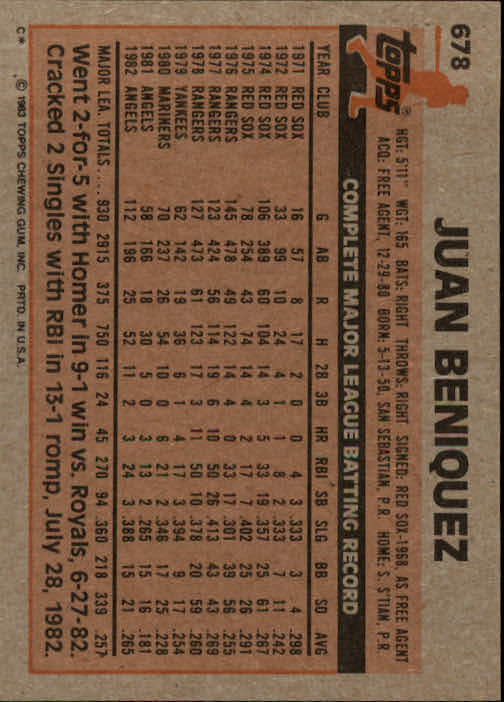 678
topps®
JUAN BENIQUEZ
HGT: 5'11" WGT: 165 BATS: RIGHT THROWS: RIGHT SIGNED: RED SOX-1968, AS FREE AGENT
ACQ: FREE AGENT, 12-29-80 BORN: 5-13-50, SAN SEBASTIAN, P.R. HOME: S. S'TIAN, P.R.
COMPLETE MAJOR LEAGUE BATTING RECORD
YEAR CLUB G AB R H 2B 3B HR RBI SB SLG BB SO AVG
1971 RED SOX 16 57 8 17 2 0 0 4 3 .333 3 4 .298
1972 RED SOX 33 99 10 24 4 1 1 8 2 .333 7 11 .242
1974 RED SOX 106 389 60 104 14 3 5 33 19 .357 25 61 .267
1975 RED SOX 78 254 43 74 14 4 2 17 7 .402 25 26 .291
1976 RANGERS 145 478 49 122 14 4 0 33 17 .301 39 56 .255
1977 RANGERS 123 424 56 114 19 6 10 50 26 .413 43 43 .269
1978 RANGERS 127 473 61 123 17 3 11 50 10 .378 20 59 .260
1979 YANKEES 62 142 19 36 6 1 4 17 3 .394 9 17 .254
1980 MARINERS 70 237 26 54 10 0 6 21 2 .346 17 25 .228
1981 ANGELS 58 166 18 30 5 0 3 13 2 .265 15 16 .181
1982 ANGELS 112 196 25 52 11 2 3 24 3 .388 15 21 .265
MAJOR LEA. TOTALS.... 930 2915 375 750 116 24 45 270 94 .360 218 339 .257
Went 2-for-5 with Homer in 9-1 win vs. Royals, 6-27-82.
Cracked 2 Singles with RBI in 13-1 romp, July 28, 1982.
C* © 1983 TOPPS CHEWING GUM, INC. PRTD. IN U.S.A.